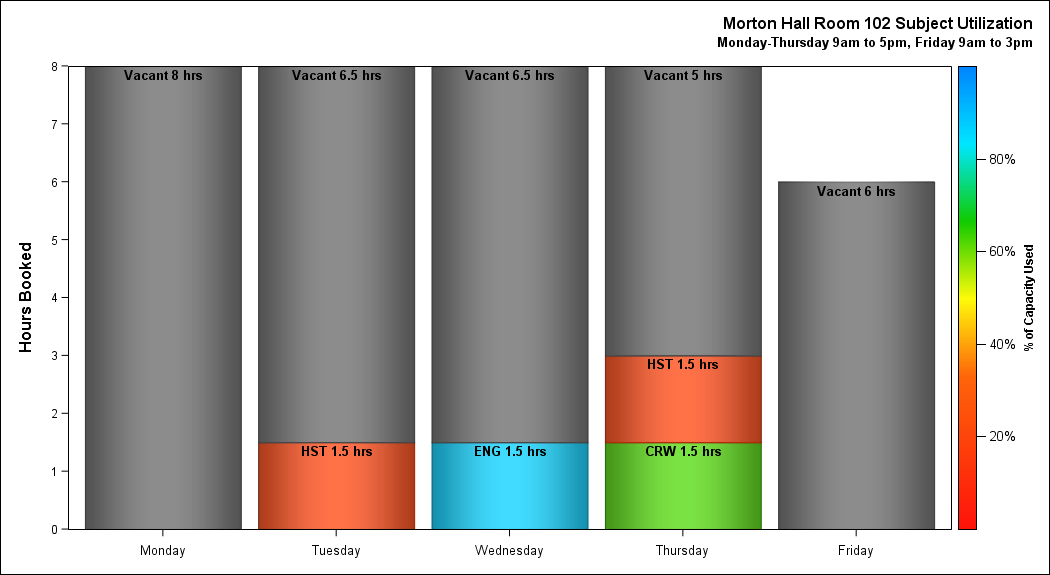 Morton Hall Room 102 Subject Utilization
Monday-Thursday 9am to 5pm, Friday 9am to 3pm
Hours Booked
8
7
6
5
4
3
2
1
0
Vacant 8 hrs
Vacant 6.5 hrs
HST 1.5 hrs
Vacant 6.5 hrs
ENG 1.5 hrs
Vacant 5 hrs
HST 1.5 hrs
CRW 1.5 hrs
Vacant 6 hrs
Monday
Tuesday
Wednesday
Thursday
Friday
80%
60%
40%
20%
% of Capacity Used